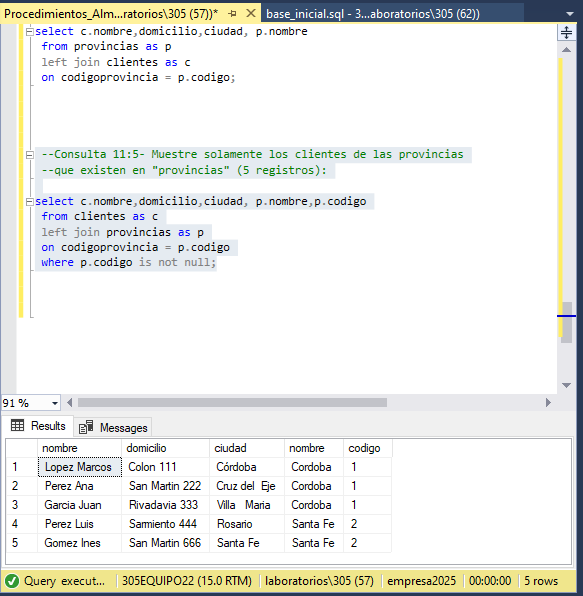 Procedimientos_Alm...ratorios\305 (57))*
base_inicial.sql - 3...aboratorios\305 (62))
select c.nombre,domicilio,ciudad, p.nombre
from provincias as p
left join clientes as c
on codigoprovincia = p.codigo;
--Consulta 11:5- Muestre solamente los clientes de las provincias
--que existen en "provincias" (5 registros):
select c.nombre,domicilio,ciudad, p.nombre,p.codigo
from clientes as c
left join provincias as p
on codigoprovincia = p.codigo
where p.codigo is not null;
91 %
Results Messages
nombre domicilio ciudad nombre codigo
1 Lopez Marcos Colon 111 Córdoba Cordoba 1
2 Perez Ana San Martin 222 Cruz del Eje Cordoba 1
3 Garcia Juan Rivadavia 333 Villa Maria Cordoba 1
4 Perez Luis Sarmiento 444 Rosario Santa Fe 2
5 Gomez Ines San Martin 666 Santa Fe Santa Fe 2
Query execut... 305EQUIPO22 (15.0 RTM) laboratorios\305 (57) empresa2025 00:00:00 5 rows